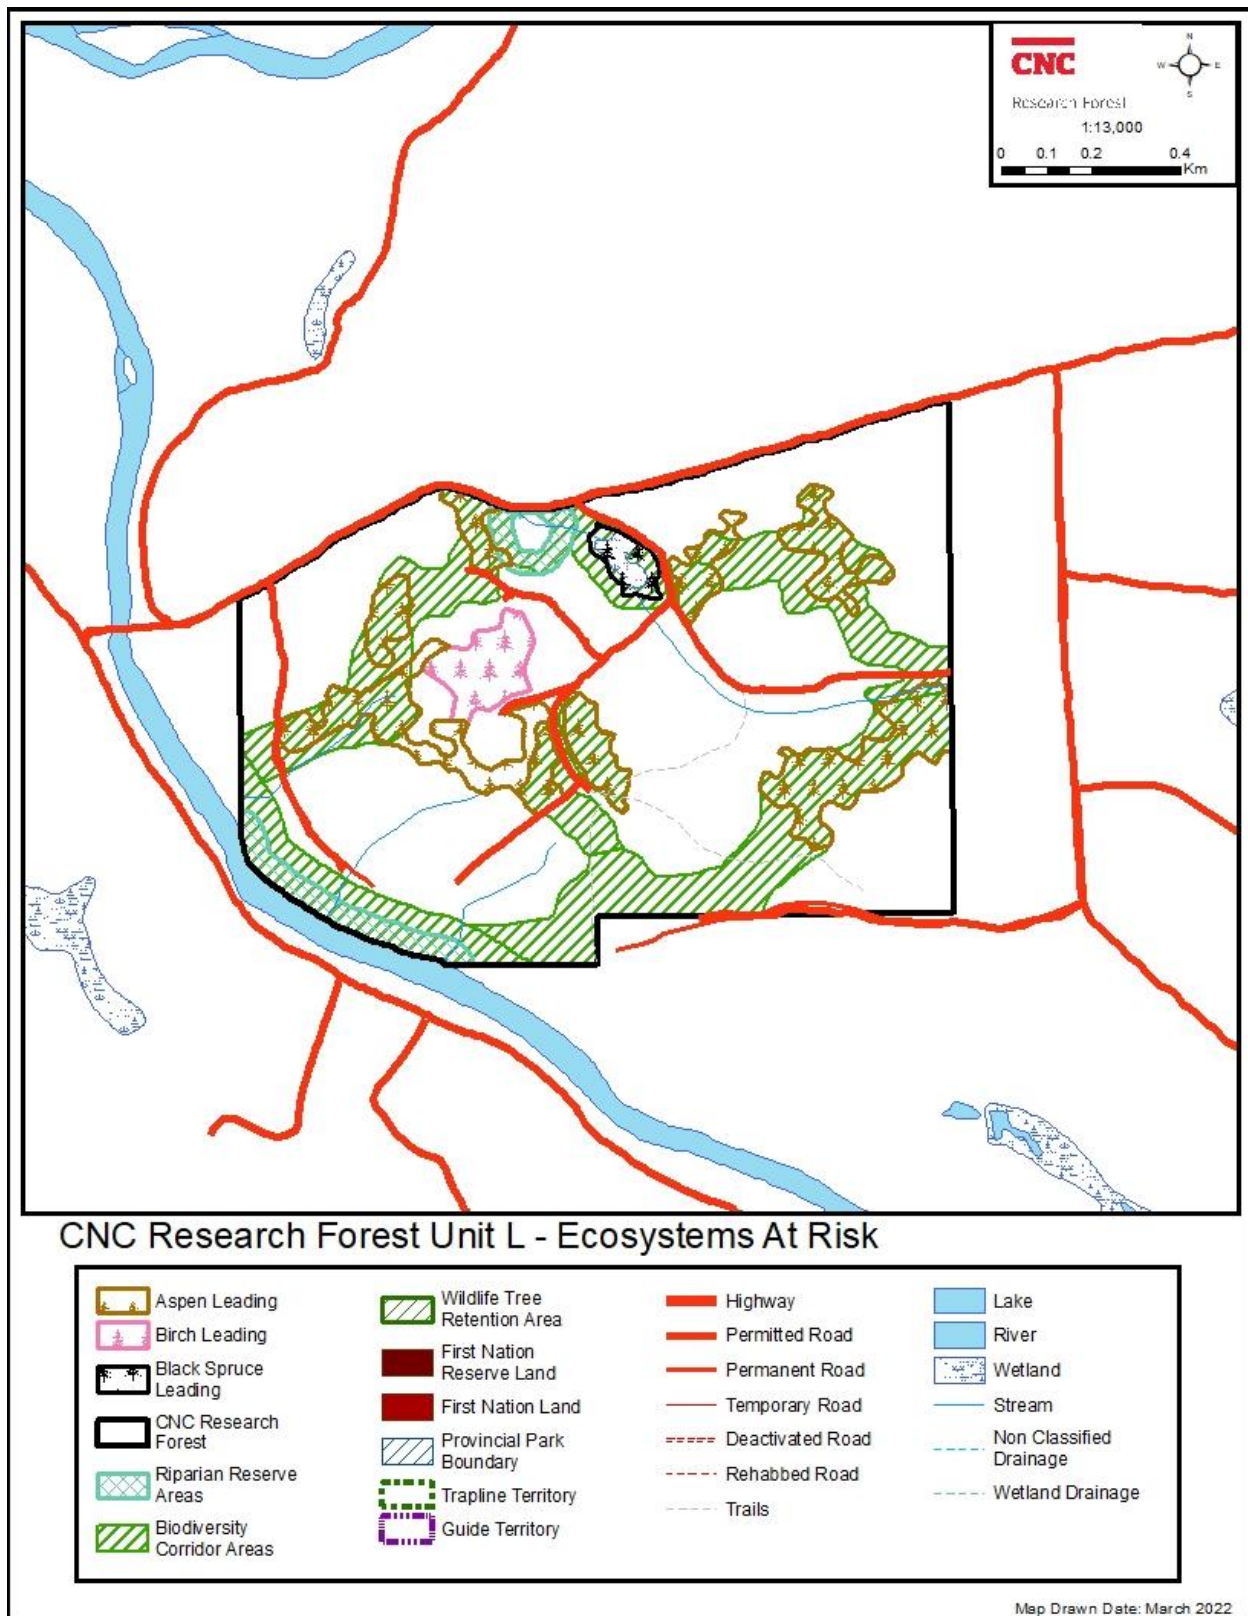 CNC
Research Forest
N
W
E
S
1:13,000
0 0.1 0.2 0.4
Km
CNC Research Forest Unit L - Ecosystems At Risk
Aspen Leading
Birch Leading
Black Spruce
Leading
CNC Research
Forest
Riparian Reserve
Areas
Biodiversity
Corridor Areas
Wildlife Tree
Retention Area
First Nation
Reserve Land
First Nation Land
Provincial Park
Boundary
Trapline Territory
Guide Territory
Highway
Permitted Road
Permanent Road
Temporary Road
Deactivated Road
Rehabbed Road
Trails
Lake
River
Wetland
Stream
Non Classified
Drainage
Wetland Drainage
Map Drawn Date: March 2022